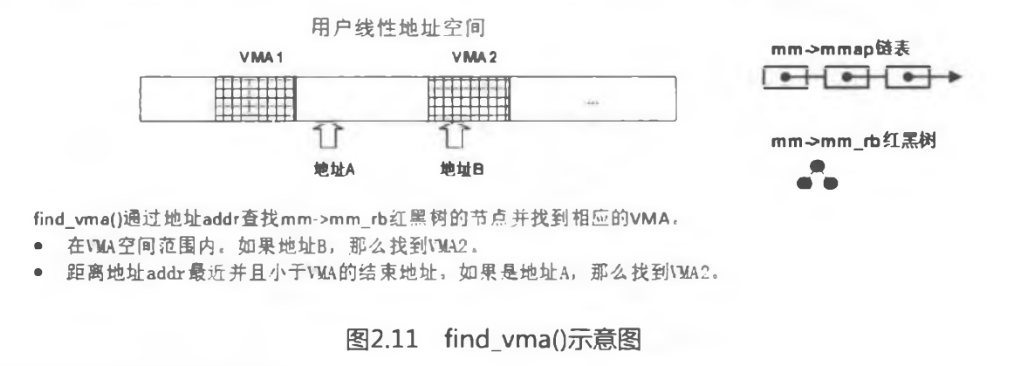 用户线性地址空间
VMA1
VMA2
mm->mmap链表
...
地址A
地址B
mm->mm_rb红黑树
find_vma()通过地址addr查找mm->mm_rb红黑树的节点并找到相应的VMA。
• 在VMA空间范围内。如果地址B，那么找到VMA2。
• 距离地址addr最近并且小于VMA的结束地址。如果是地址A，那么找到VMA2。
图2.11 find_vma()示意图